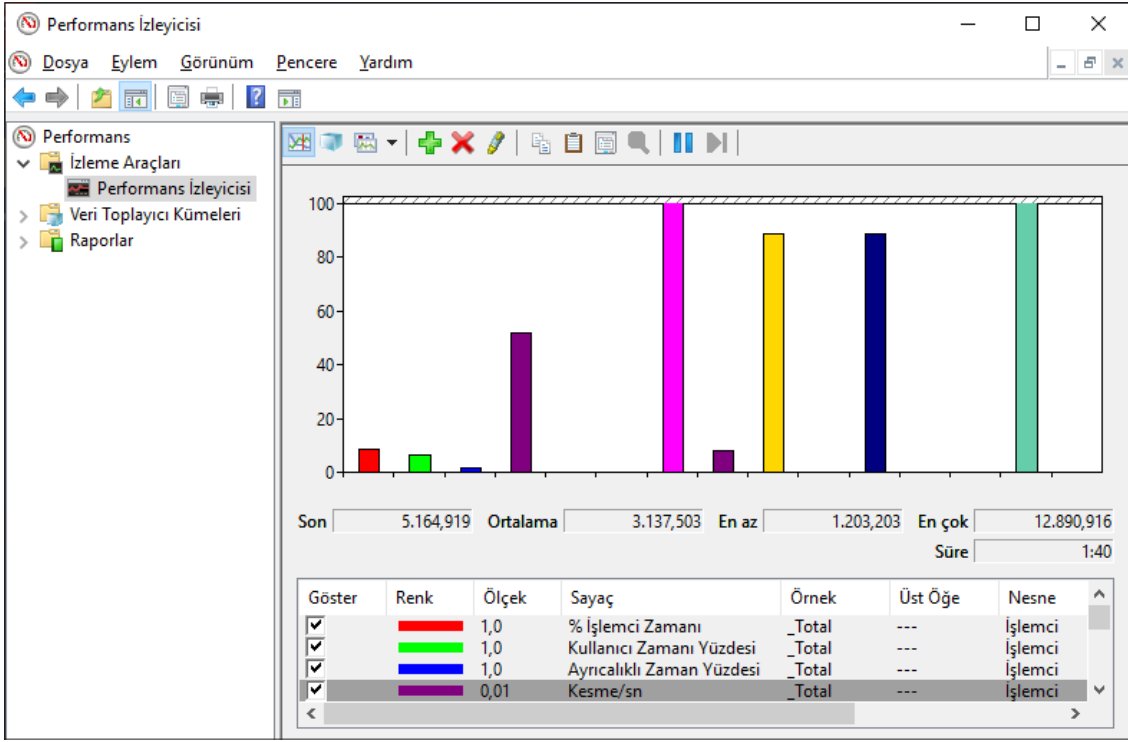 Performans İzleyicisi
Dosya Eylem Görünüm Pencere Yardım
Performans
İzleme Araçları
Performans İzleyicisi
Veri Toplayıcı Kümeleri
Raporlar
100
80
60
40
20
0
Son 5.164,919 Ortalama 3.137,503 En az 1.203,203 En çok 12.890,916
Süre 1:40
Göster Renk Ölçek Sayaç Örnek Üst Öğe Nesne
1,0 % İşlemci Zamanı _Total --- İşlemci
1,0 Kullanıcı Zamanı Yüzdesi _Total --- İşlemci
1,0 Ayrıcalıklı Zaman Yüzdesi _Total --- İşlemci
0,01 Kesme/sn _Total --- İşlemci